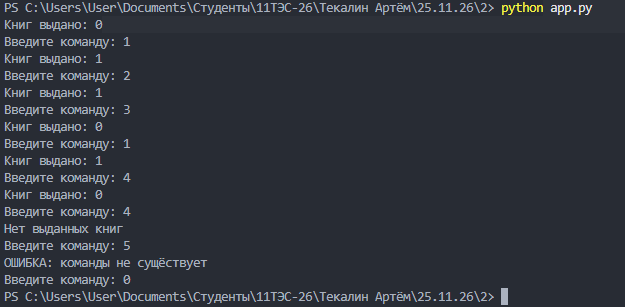 PS C:\Users\User\Documents\Студенты\11ТЭС-26\Текалин Артём\25.11.26\2> python app.py
Книг выдано: 0
Введите команду: 1
Книг выдано: 1
Введите команду: 2
Книг выдано: 1
Введите команду: 3
Книг выдано: 0
Введите команду: 1
Книг выдано: 1
Введите команду: 4
Книг выдано: 0
Введите команду: 4
Нет выданных книг
Введите команду: 5
ОШИБКА: команды не сущёствует
Введите команду: 0
PS C:\Users\User\Documents\Студенты\11ТЭС-26\Текалин Артём\25.11.26\2>